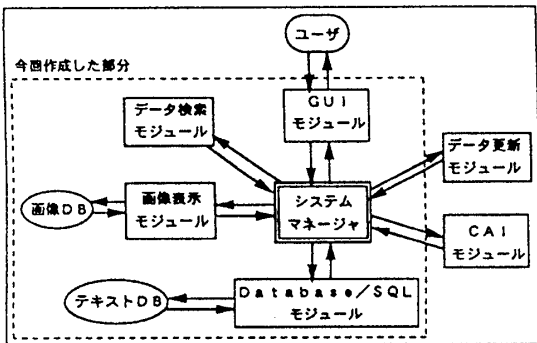 ユーザ
今回作成した部分
GUI
モジュール
データ検索
モジュール
データ更新
モジュール
画像DB
画像表示
モジュール
システム
マネージャ
CAI
モジュール
テキストDB
Database/SQL
モジュール